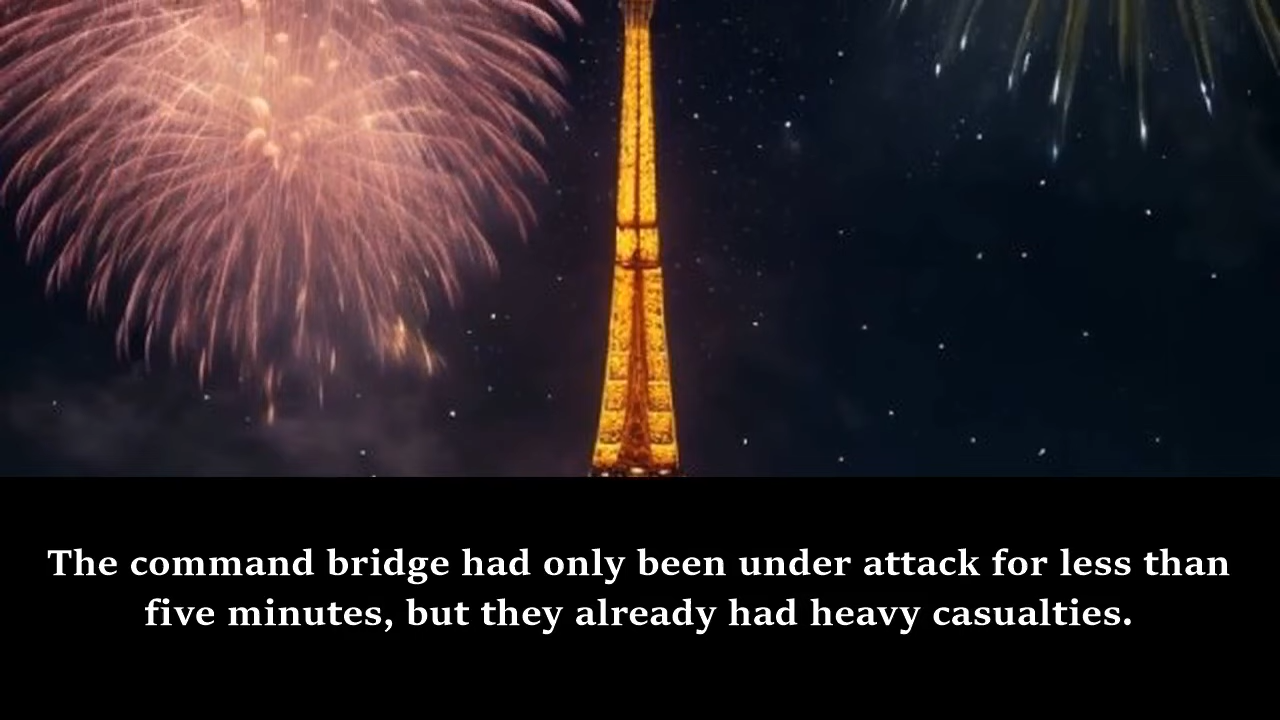 The command bridge had only been under attack for less than
five minutes, but they already had heavy casualties.